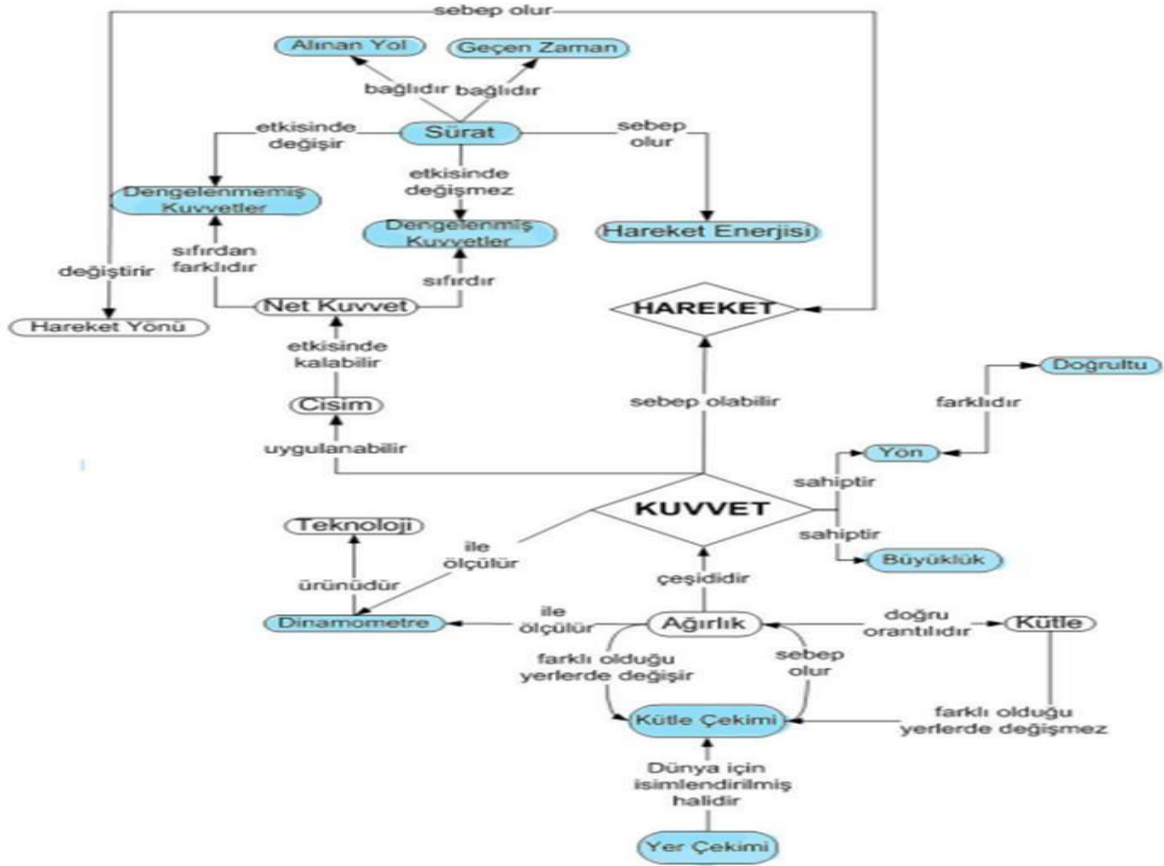 sebep olur
Alınan Yol
Geçen Zaman
bağlıdır
bağlıdır
etkisinde
değişir
Sürat
sebep
olur
etkisinde
değişmez
Dengelenmemiş
Kuvvetler
Dengelenmiş
Kuvvetler
Hareket Enerjisi
sıfırdan
farklıdır
değiştirir
sıfırdır
Net Kuvvet
HAREKET
Hareket Yönü
etkisinde
kalabilir
Doğrultu
Cisim
sebep olabilir
farklıdır
uygulanabilir
Yön
sahiptir
KUVVET
Teknoloji
sahiptir
ile
ölçülür
Büyüklük
ürünüdür
çeşididir
Dinamometre
ile
ölçülür
Ağırlık
doğru
orantılıdır
Kütle
farklı olduğu
yerlerde değişir
sebep
olur
Kütle Çekimi
farklı olduğu
yerlerde değişmez
Dünya için
isimlendirilmiş
halidir
Yer Çekimi